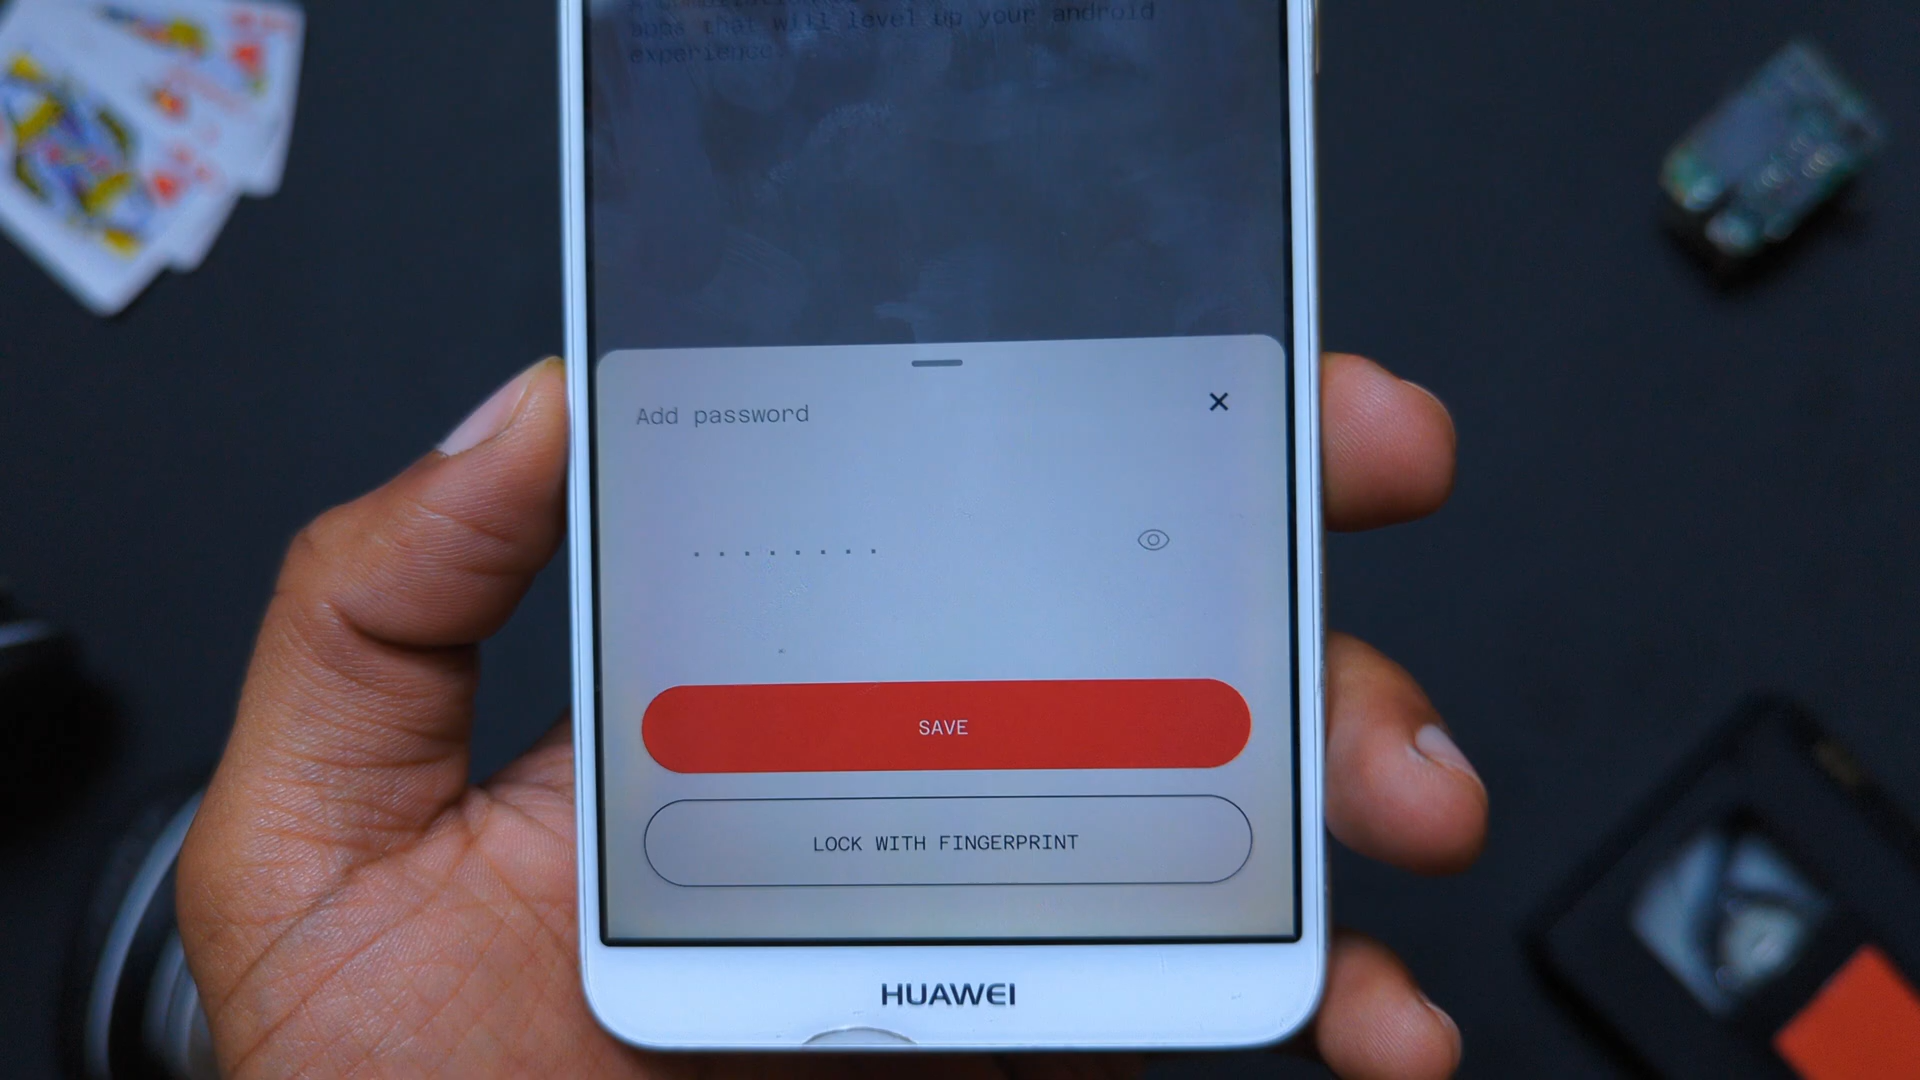 apps that will level up your android
experience.
Add password
SAVE
LOCK WITH FINGERPRINT
HUAWEI